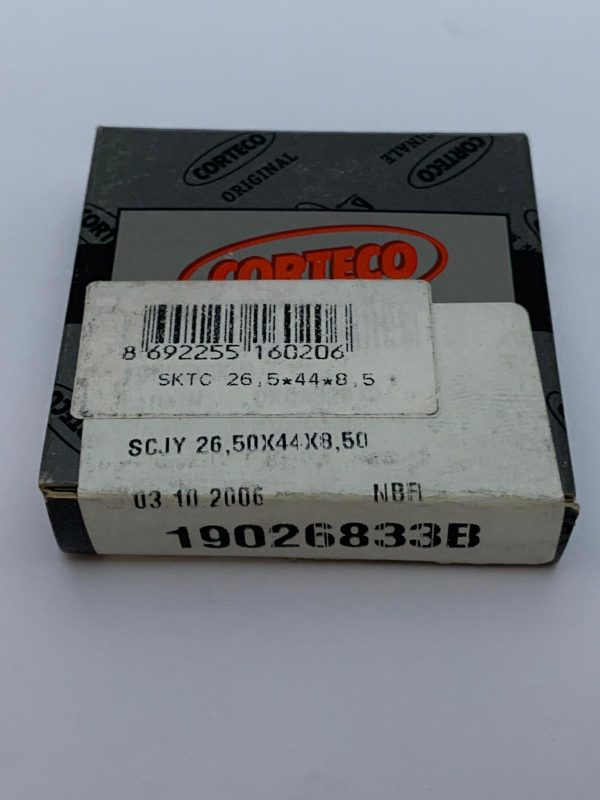 CORTECO
ORIGINAL
CORTECO
CORTECO
8 692255 160206
SKTC 26,5*44*8,5
SCJY 26,50X44X8,50
03.10.2006 NBR
19026833B